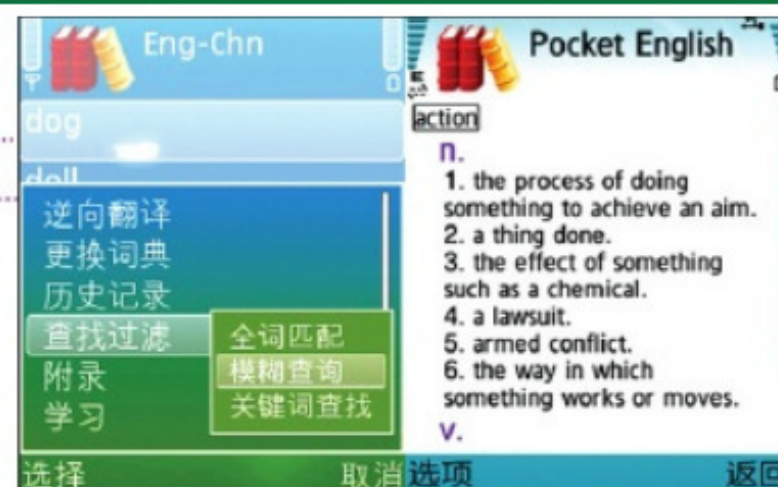 Eng-Chn
dog
doll
逆向翻译
更换词典
历史记录
查找过滤
全词匹配
模糊查询
关键词查找
附录
学习
选择
取消
Pocket English
action
n.
1. the process of doing
something to achieve an aim.
2. a thing done.
3. the effect of something
such as a chemical.
4. a lawsuit.
5. armed conflict.
6. the way in which
something works or moves.
v.
选项
返回